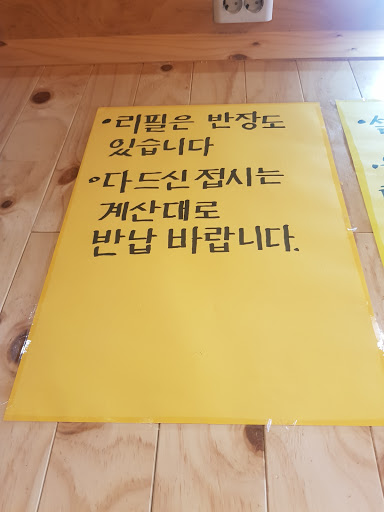 •리필은 반장도
있습니다
•다 드신 접시는
계산대로
반납 바랍니다.